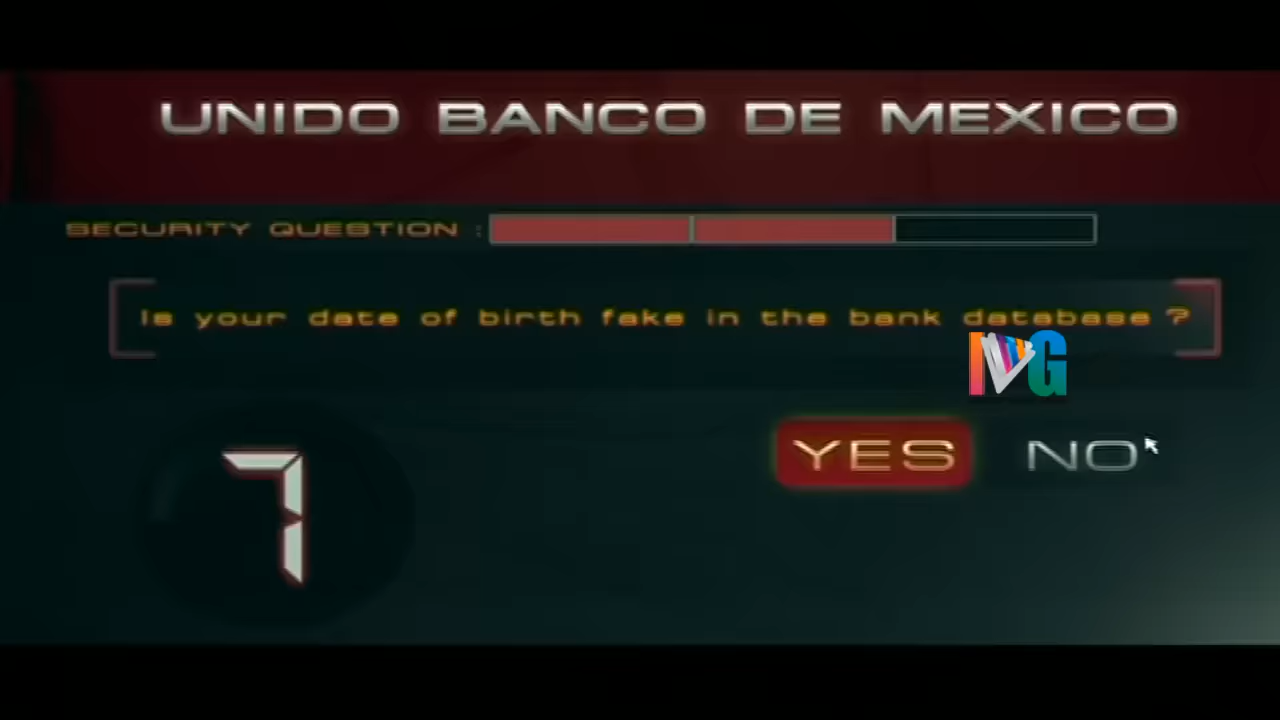 UNIDO BANCO DE MEXICO
SECURITY QUESTION :
Is your date of birth fake in the bank database ?
MG
7
YES NO